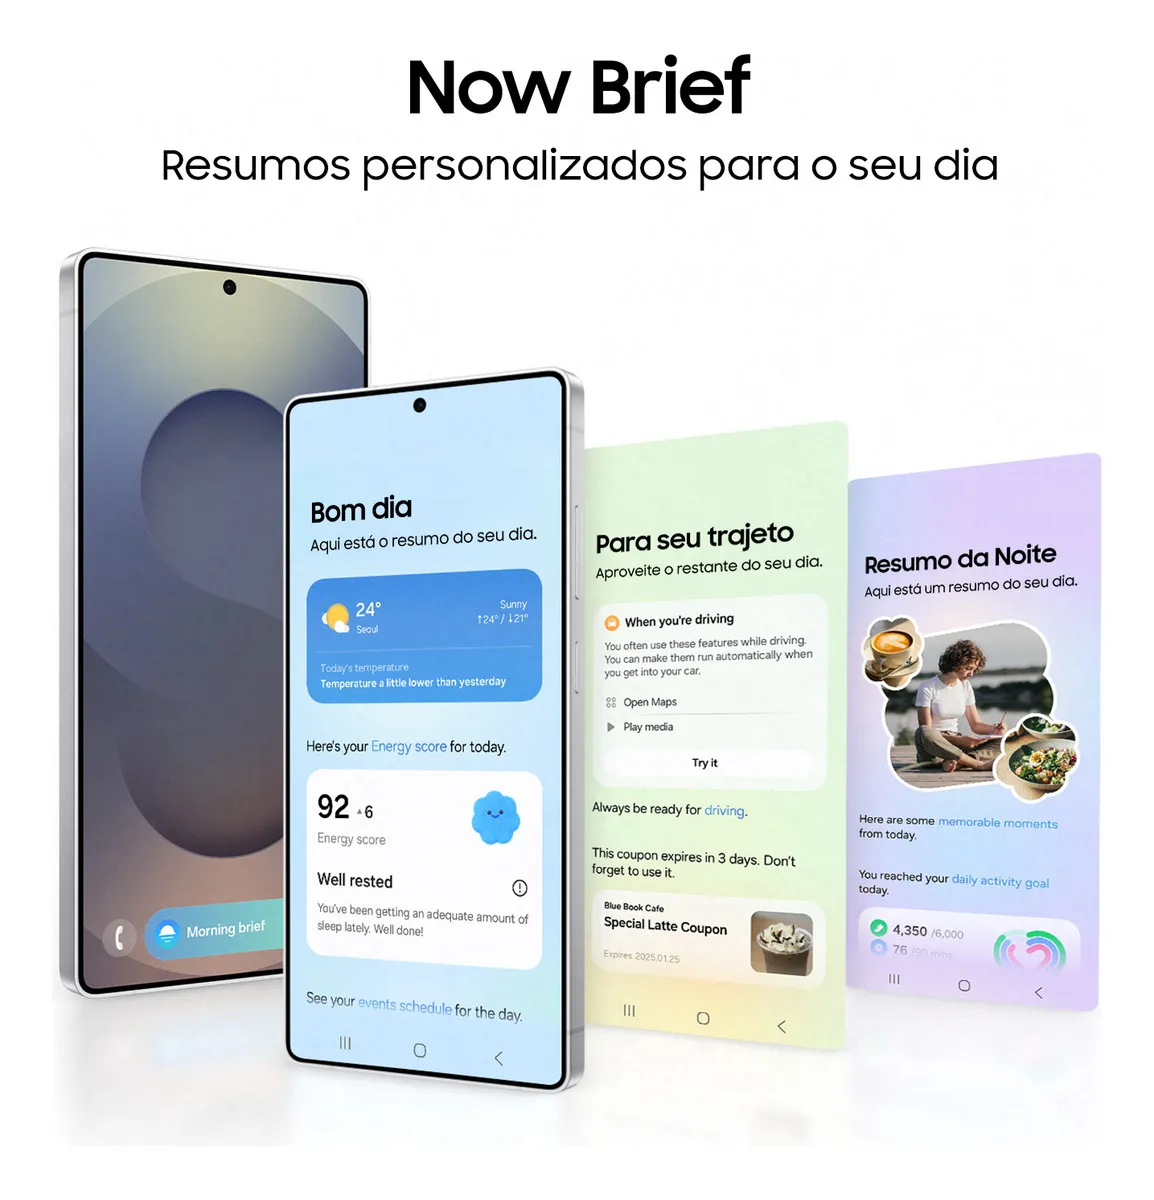 Now Brief
Resumos personalizados para o seu dia
Morning brief
Bom dia
Aqui está o resumo do seu dia.
24°
Seoul
Sunny
↑24° / ↓21°
Today's temperature
Temperature a little lower than yesterday
Here's your Energy score for today.
92 ▲6
Energy score
Well rested
You've been getting an adequate amount of
sleep lately. Well done!
See your events schedule for the day.
Para seu trajeto
Aproveite o restante do seu dia.
When you're driving
You often use these features while driving.
You can make them run automatically when
you get into your car.
Open Maps
Play media
Try it
Always be ready for driving.
This coupon expires in 3 days. Don't
forget to use it.
Blue Book Cafe
Special Latte Coupon
Expires 2025.01.25
Resumo da Noite
Aqui está um resumo do seu dia.
Here are some memorable moments
from today.
You reached your daily activity goal
today.
4,350 /6,000
76 /90 mins